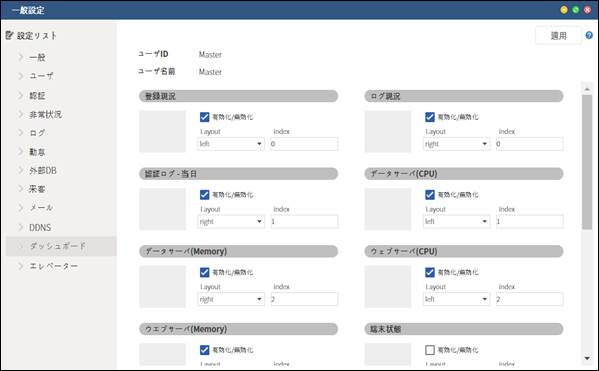 一般設定
設定リスト
適用
一般
ユーザ
認証
非常状況
ログ
勤怠
外部DB
来客
メール
DDNS
ダッシュボード
エレベーター
ユーザID Master
ユーザ名前 Master
登録現況 ログ現況
有効化/無効化 有効化/無効化
Layout index Layout index
left 0 right 0
認証ログ - 当日 データサーバ(CPU)
有効化/無効化 有効化/無効化
Layout index Layout index
right 1 left 1
データサーバ(Memory) ウェブサーバ(CPU)
有効化/無効化 有効化/無効化
Layout index Layout index
right 2 left 2
ウエブサーバ(Memory) 端末状態
有効化/無効化 有効化/無効化
Layout index Layout index